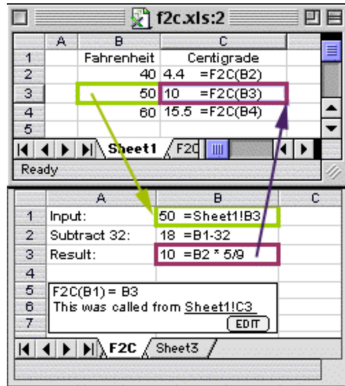 f2c.xls:2
A B C
1 Fahrenheit Centigrade
2 40 4.4 =F2C(B2)
3 50 10 =F2C(B3)
4 60 15.5 =F2C(B4)
5
Sheet1 F2C
Ready
A B C
1 Input: 50 =Sheet1!B3
2 Subtract 32: 18 =B1-32
3 Result: 10 =B2 * 5/9
4
5 F2C(B1) = B3
6 This was called from Sheet1!C3
7 EDIT
F2C Sheet3